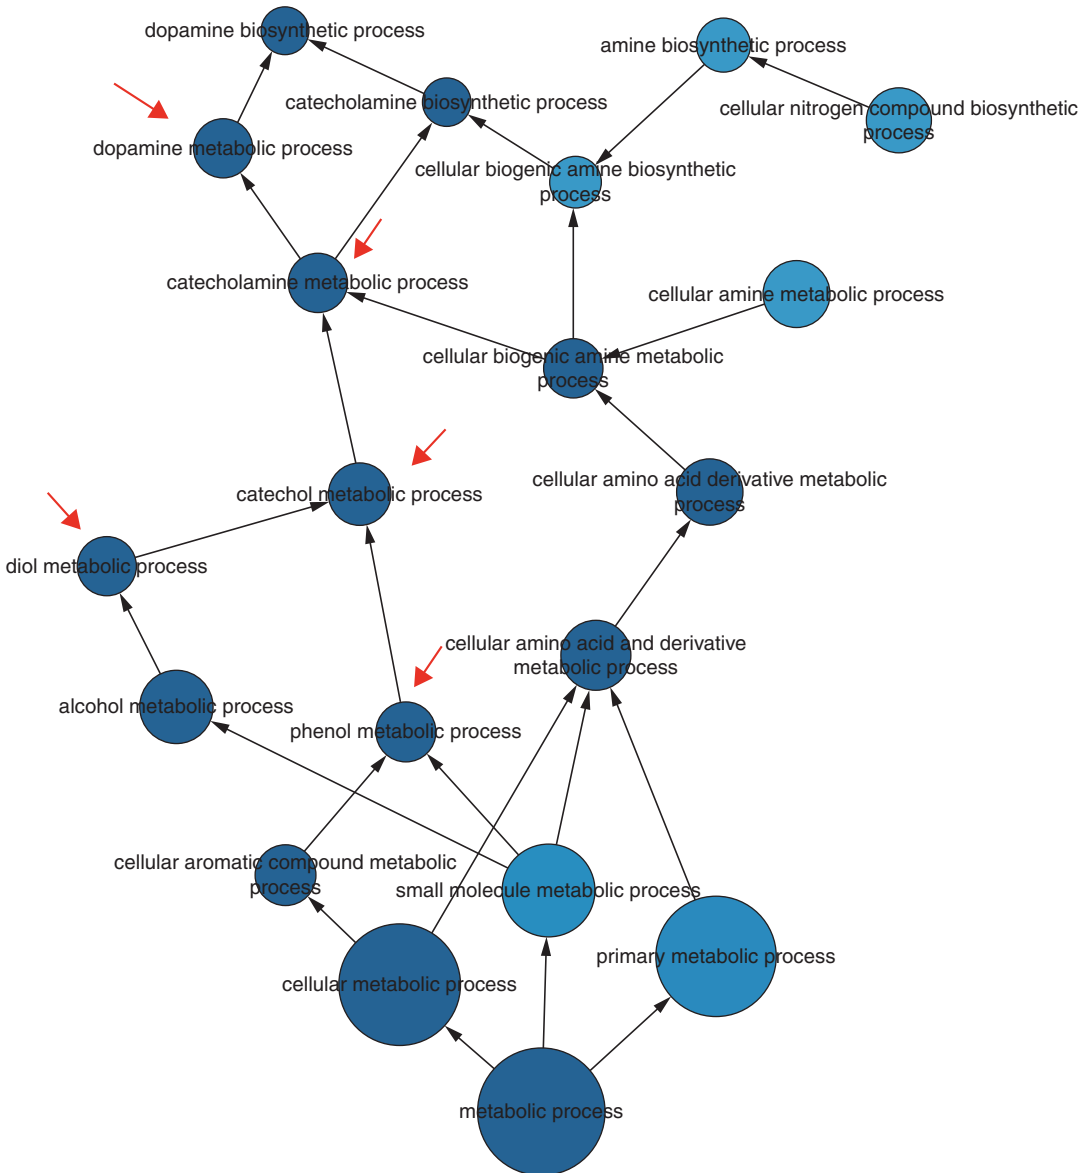 dopamine biosynthetic process
amine biosynthetic process
catecholamine biosynthetic process
cellular nitrogen compound biosynthetic
process
dopamine metabolic process
cellular biogenic amine biosynthetic
process
catecholamine metabolic process
cellular amine metabolic process
cellular biogenic amine metabolic
process
catechol metabolic process
cellular amino acid derivative metabolic
process
diol metabolic process
cellular amino acid and derivative
metabolic process
alcohol metabolic process
phenol metabolic process
cellular aromatic compound metabolic
process
small molecule metabolic process
primary metabolic process
cellular metabolic process
metabolic process